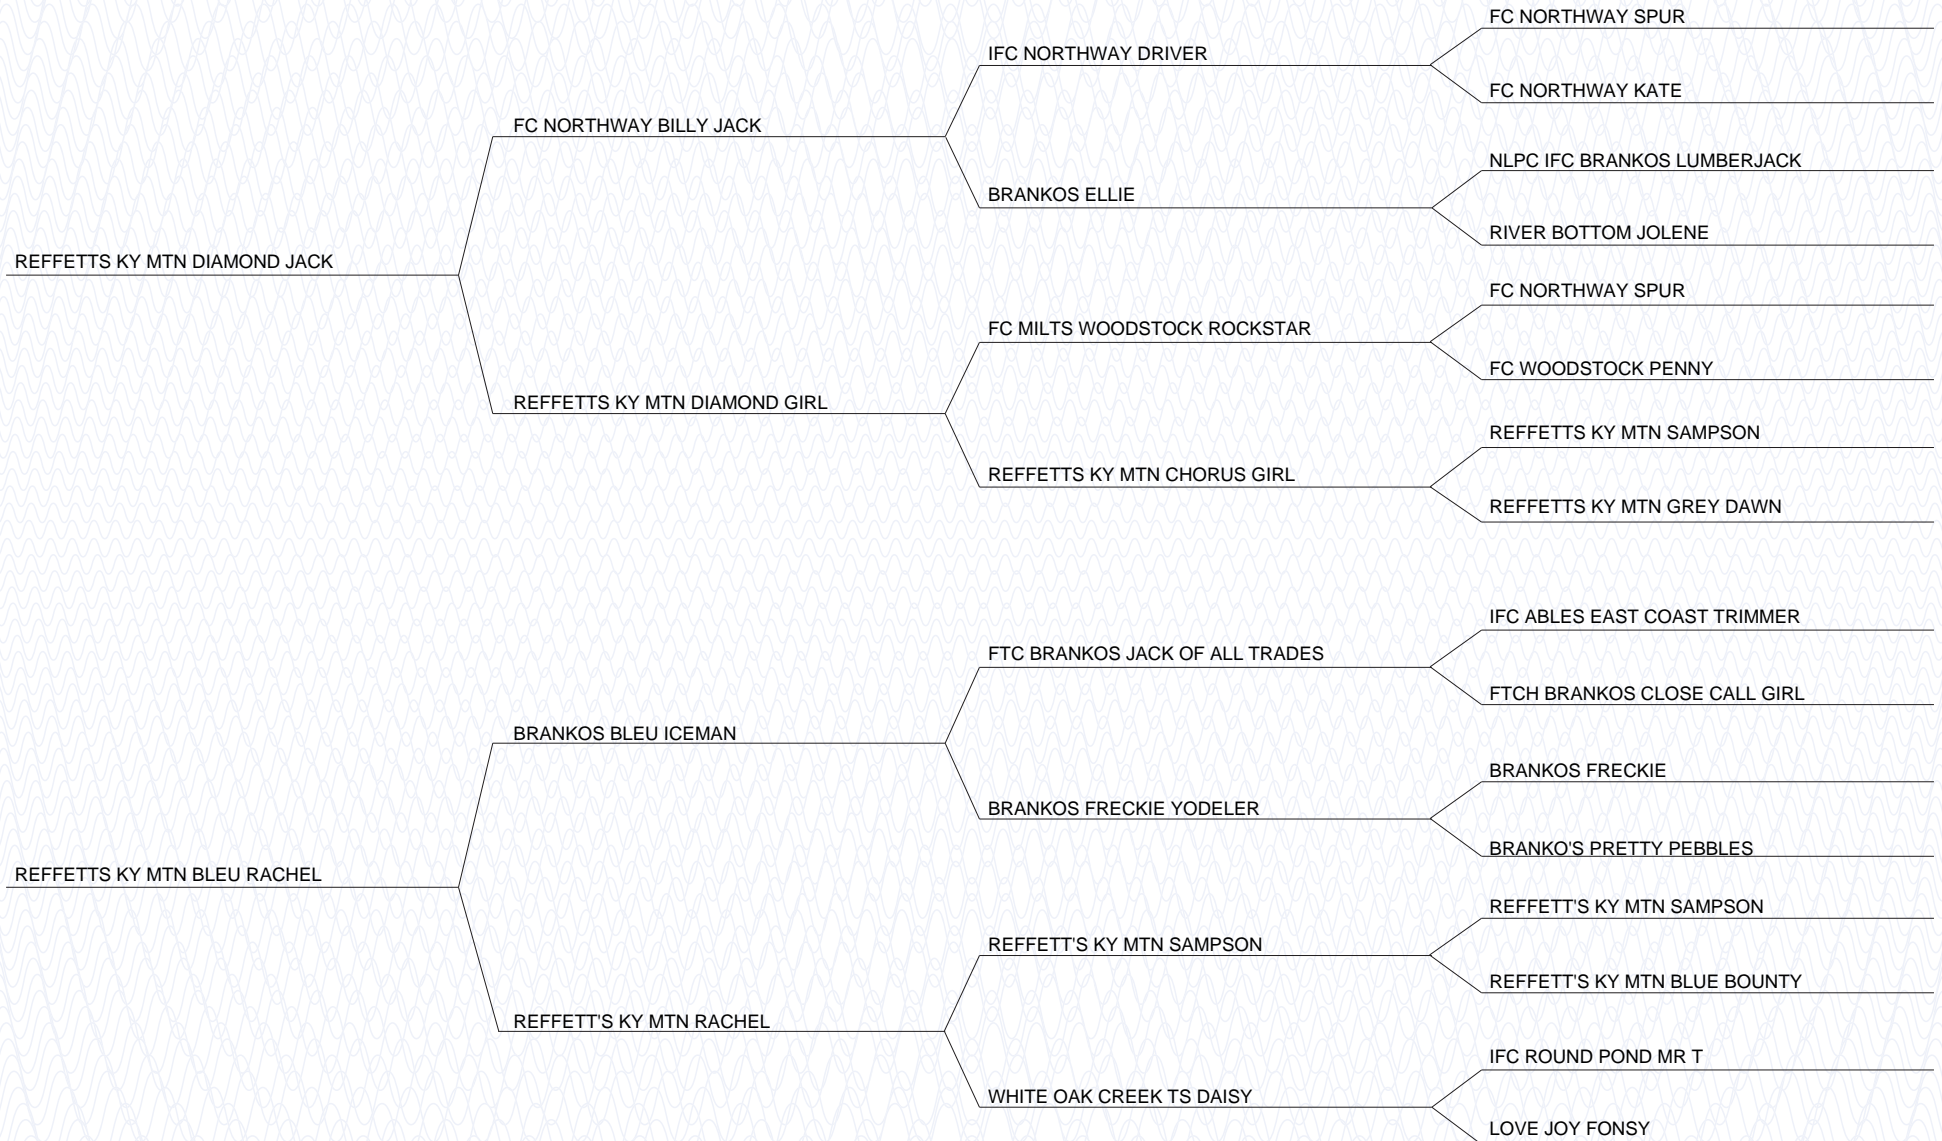 FC NORTHWAY SPUR
IFC NORTHWAY DRIVER
FC NORTHWAY KATE
FC NORTHWAY BILLY JACK
NLPC IFC BRANKOS LUMBERJACK
BRANKOS ELLIE
RIVER BOTTOM JOLENE
REFFETTS KY MTN DIAMOND JACK
FC NORTHWAY SPUR
FC MILTS WOODSTOCK ROCKSTAR
FC WOODSTOCK PENNY
REFFETTS KY MTN DIAMOND GIRL
REFFETTS KY MTN SAMPSON
REFFETTS KY MTN CHORUS GIRL
REFFETTS KY MTN GREY DAWN
IFC ABLES EAST COAST TRIMMER
FTC BRANKOS JACK OF ALL TRADES
FTCH BRANKOS CLOSE CALL GIRL
BRANKOS BLEU ICEMAN
BRANKOS FRECKIE
BRANKOS FRECKIE YODELER
BRANKO'S PRETTY PEBBLES
REFFETTS KY MTN BLEU RACHEL
REFFETT'S KY MTN SAMPSON
REFFETT'S KY MTN SAMPSON
REFFETT'S KY MTN BLUE BOUNTY
REFFETT'S KY MTN RACHEL
IFC ROUND POND MR T
WHITE OAK CREEK TS DAISY
LOVE JOY FONSY